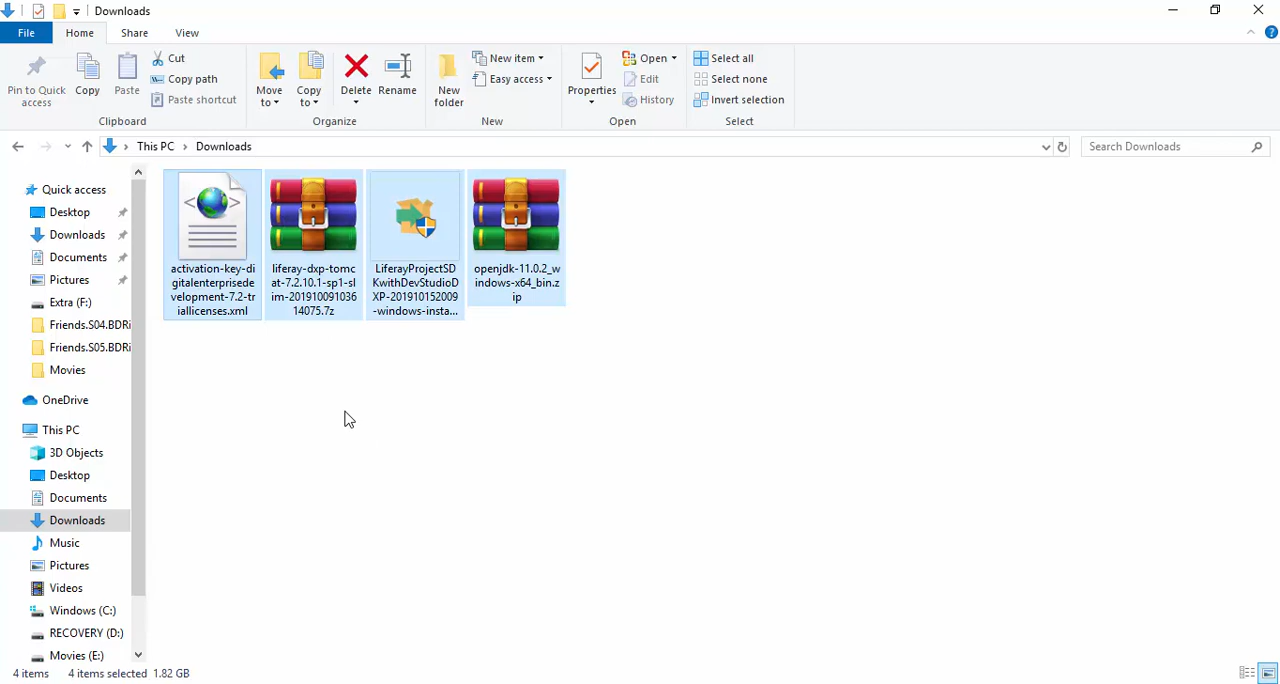 Downloads
File
Home
Share
View
Pin to Quick
access
Copy
Paste
Cut
Copy path
Paste shortcut
Clipboard
Move
to
Copy
to
Delete
Rename
Organize
New
folder
New item
Easy access
New
Properties
Open
Edit
History
Open
Select all
Select none
Invert selection
Select
This PC
Downloads
Search Downloads
Quick access
Desktop
Downloads
Documents
Pictures
Extra (F:)
Friends.S04.BDRi
Friends.S05.BDRi
Movies
OneDrive
This PC
3D Objects
Desktop
Documents
Downloads
Music
Pictures
Videos
Windows (C:)
RECOVERY (D:)
Movies (E:)
activation-key-di
gitalenterprisede
velopment-7.2-tr
iallicenses.xml
liferay-dxp-tomc
at-7.2.10.1-sp1-sl
im-201910091036
14075.7z
LiferayProjectSD
KwithDevStudioD
XP-201910152009
-windows-insta...
openjdk-11.0.2_w
indows-x64_bin.z
ip
4 items
4 items selected
1.82 GB